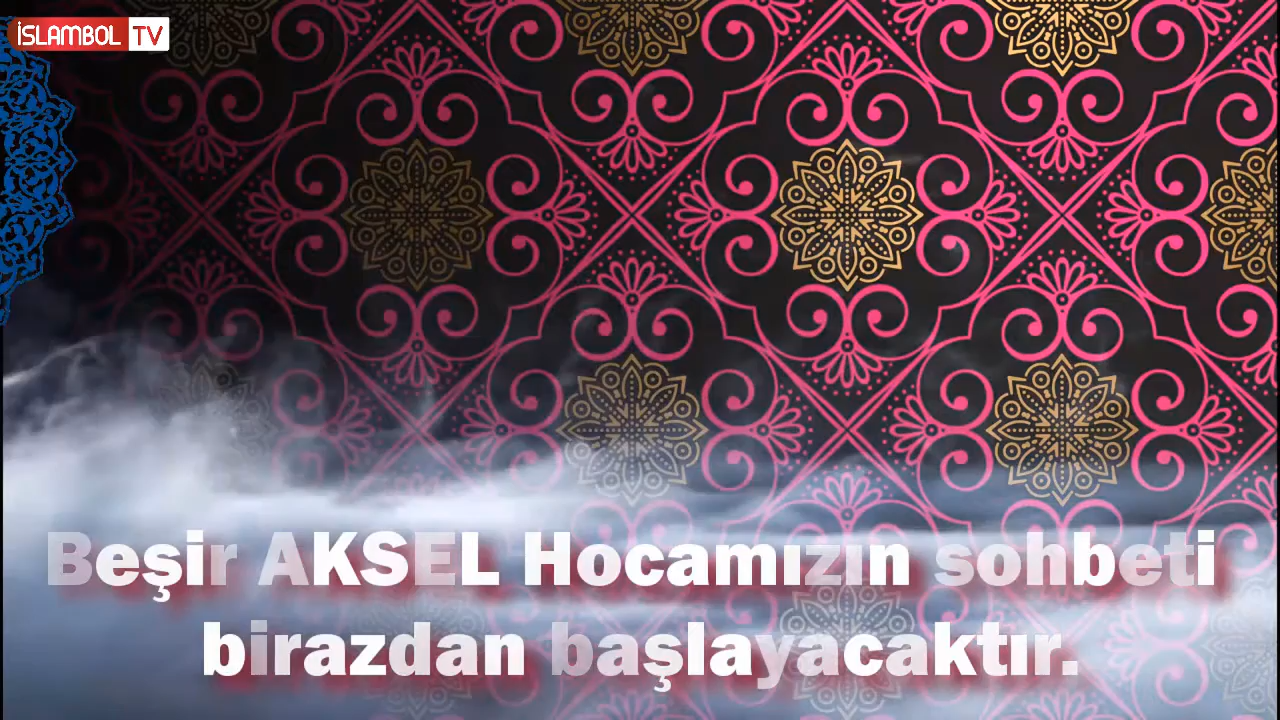 İSLAMBOL TV
Beşir AKSEL Hocamızın sohbeti
birazdan başlayacaktır.